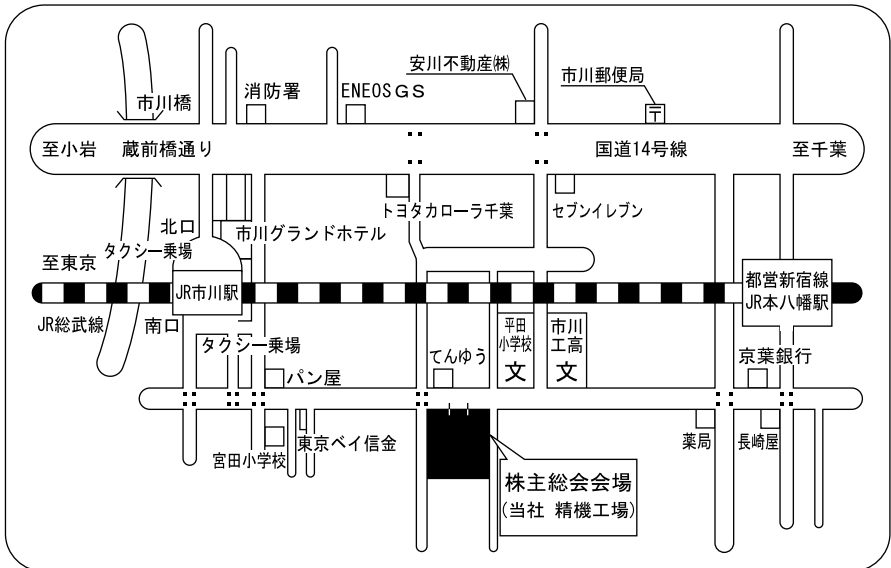 安川不動産㈱
市川郵便局
市川橋
消防署
ENEOSGS
〒
至小岩
蔵前橋通り
国道14号線
至千葉
トヨタカローラ千葉
セブンイレブン
北口
市川グランドホテル
タクシー乗場
至東京
JR市川駅
都営新宿線
JR本八幡駅
JR総武線
南口
タクシー乗場
平田
小学校
文
市川
工高
文
てんゆう
京葉銀行
パン屋
東京ベイ信金
宮田小学校
薬局
長崎屋
株主総会会場
(当社 精機工場)